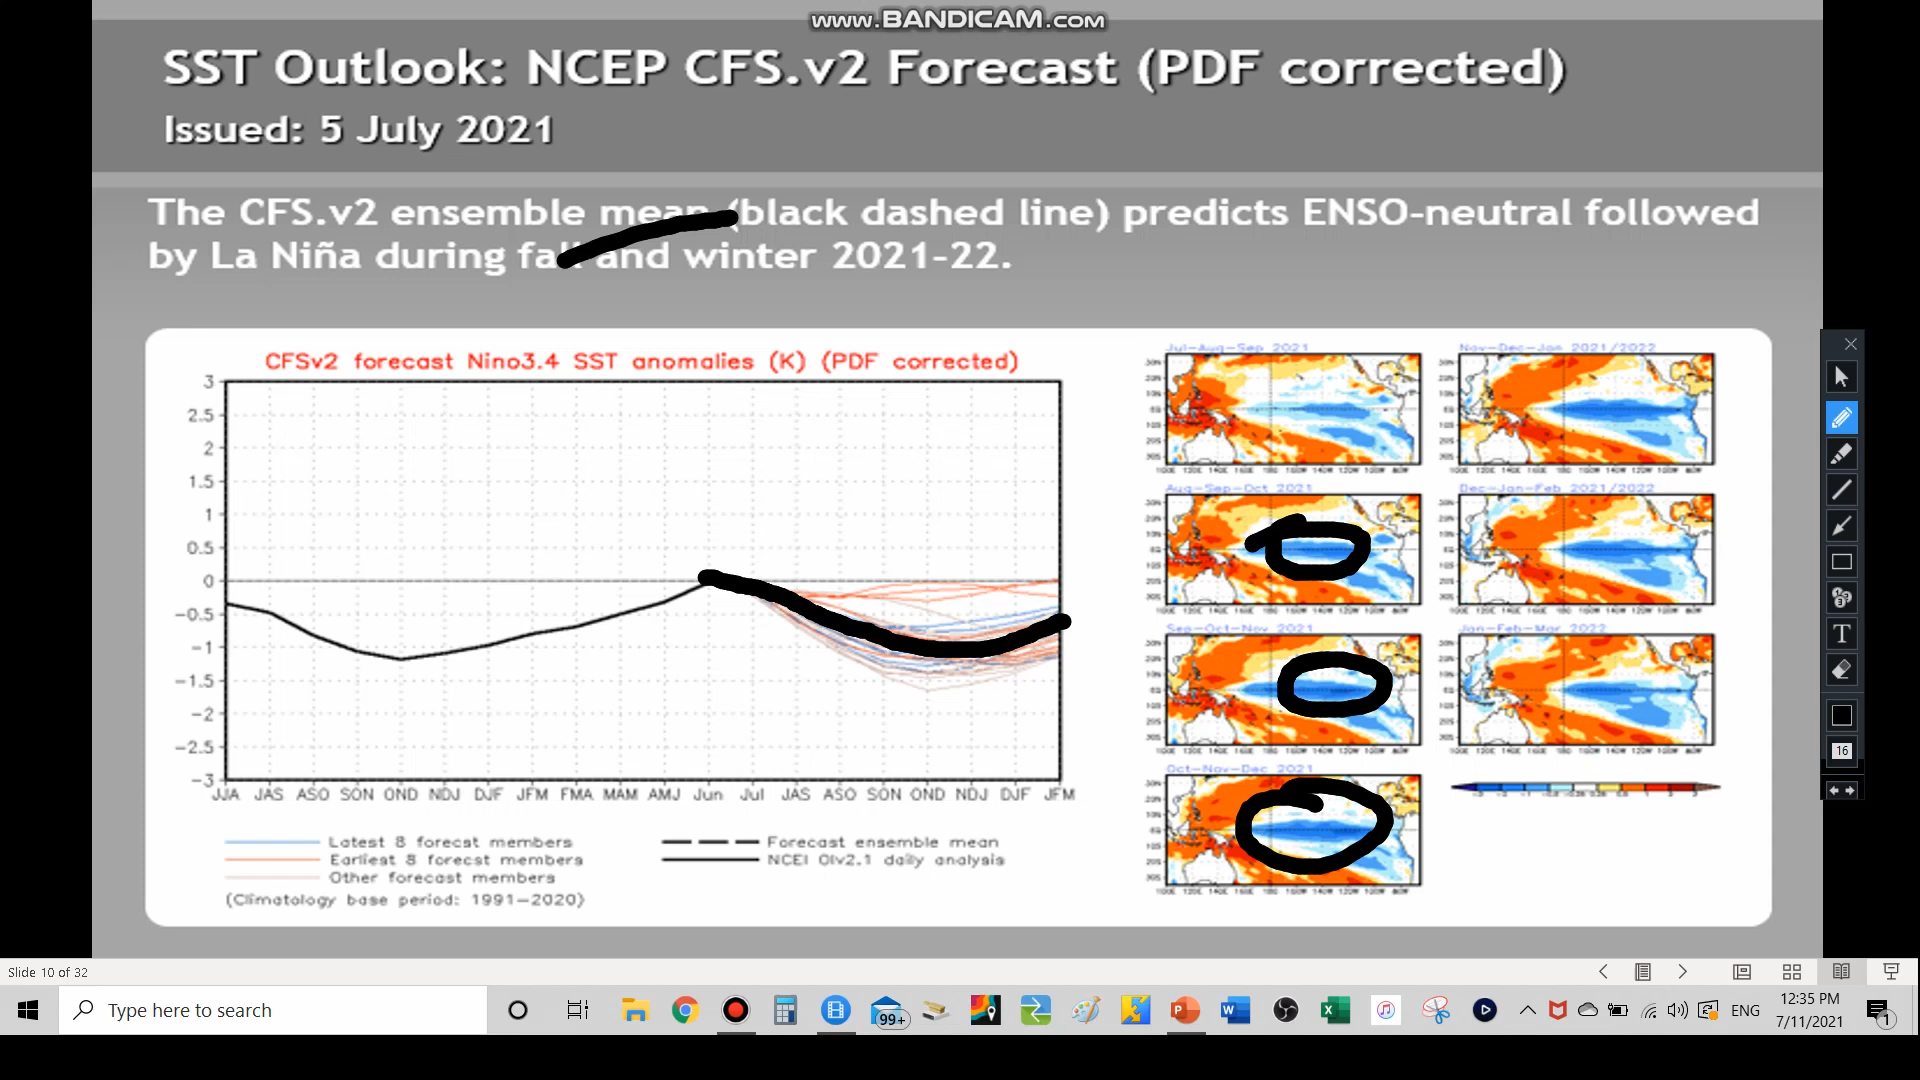 www.BANDICAM.com
SST Outlook: NCEP CFS.v2 Forecast (PDF corrected)
Issued: 5 July 2021
The CFS.v2 ensemble mean (black dashed line) predicts ENSO-neutral followed
by La Niña during fall and winter 2021-22.
CFSv2 forecast Nino3.4 SST anomalies (K) (PDF corrected)
3
2.5
2
1.5
1
0.5
0
-0.5
-1
-1.5
-2
-2.5
-3
JJA JAS ASO SON OND NDJ DJF JFM FMA MAM AMJ Jun Jul JAS ASO SON OND NDJ DJF JFM
Latest 8 forecst members
Earliest 8 forecst members
Other forecast members
(Climatology base period: 1991-2020)
Forecast ensemble mean
NCEI OIv2.1 daily analysis
Jul-Aug-Sep 2021
Nov-Dec-Jan 2021/2022
Aug-Sep-Oct 2021
Dec-Jan-Feb 2021/2022
Sep-Oct-Nov 2021
Jan-Feb-Mar 2022
Oct-Nov-Dec 2021
T
16
Slide 10 of 32
Type here to search
99+
ENG
12:35 PM
7/11/2021
1